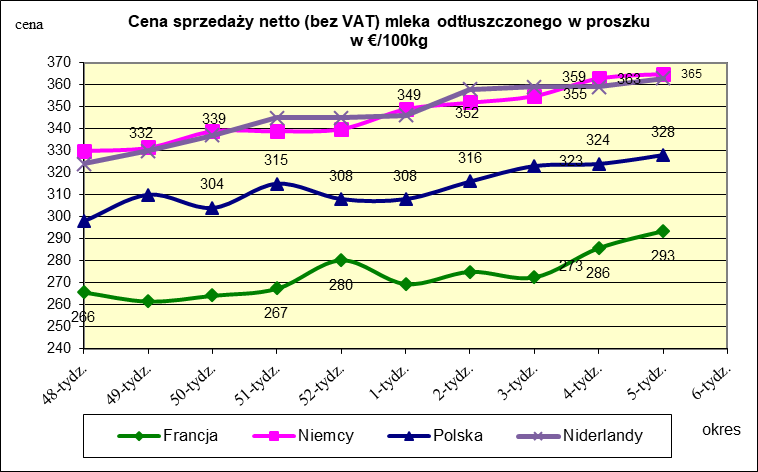 Cena sprzedaży netto (bez VAT) mleka odtłuszczonego w proszku
w €/100kg
cena
370
360
350
340
330
320
310
300
290
280
270
260
250
240
332
339
349
352
355
359
363
365
315
304
308
308
316
323
324
328
266
267
280
273
286
293
48-tydz.
49-tydz.
50-tydz.
51-tydz.
52-tydz.
1-tydz.
2-tydz.
3-tydz.
4-tydz.
5-tydz.
6-tydz.
okres
Francja Niemcy Polska Niderlandy